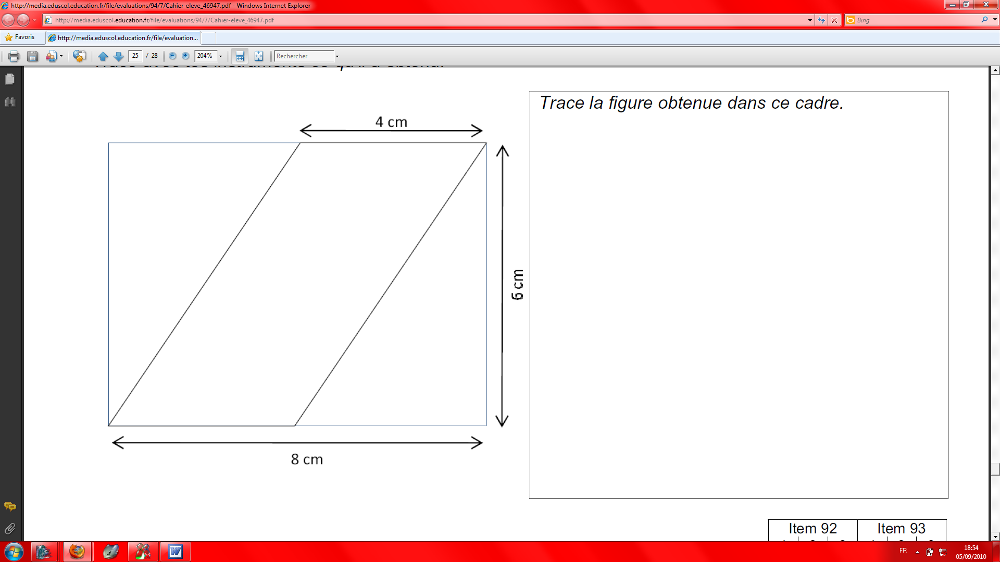 http://media.eduscol.education.fr/file/evaluations/94/7/Cahier-eleve_46947.pdf - Windows Internet Explorer
http://media.eduscol.education.fr/file/evaluations/94/7/Cahier-eleve_46947.pdf
Bing
Favoris
http://media.eduscol.education.fr/file/evaluation...
25 / 28
204%
Rechercher
Trace la figure obtenue dans ce cadre.
4 cm
6 cm
8 cm
Item 92
Item 93
FR
18:54
05/09/2010